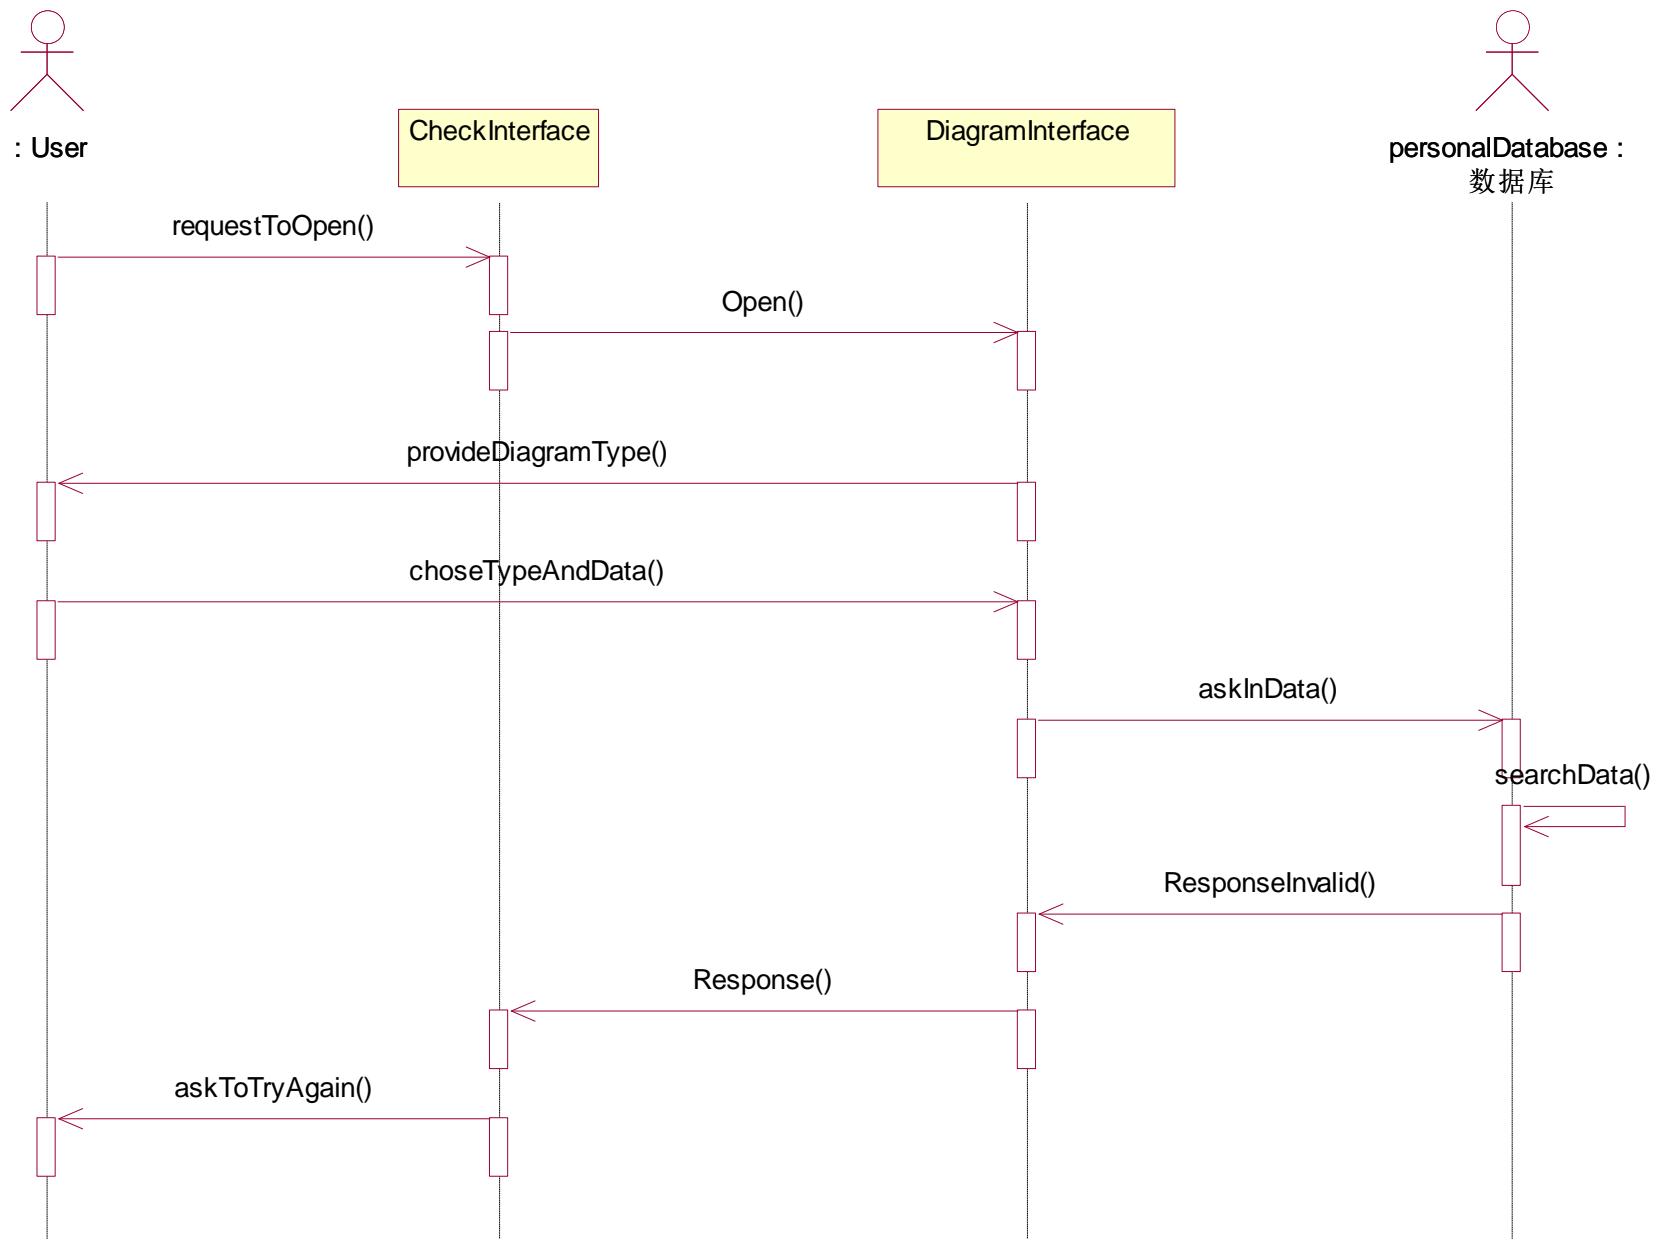 : User
CheckInterface
DiagramInterface
personalDatabase :
数据库
requestToOpen()
Open()
provideDiagramType()
choseTypeAndData()
askInData()
searchData()
ResponseInvalid()
Response()
askToTryAgain()